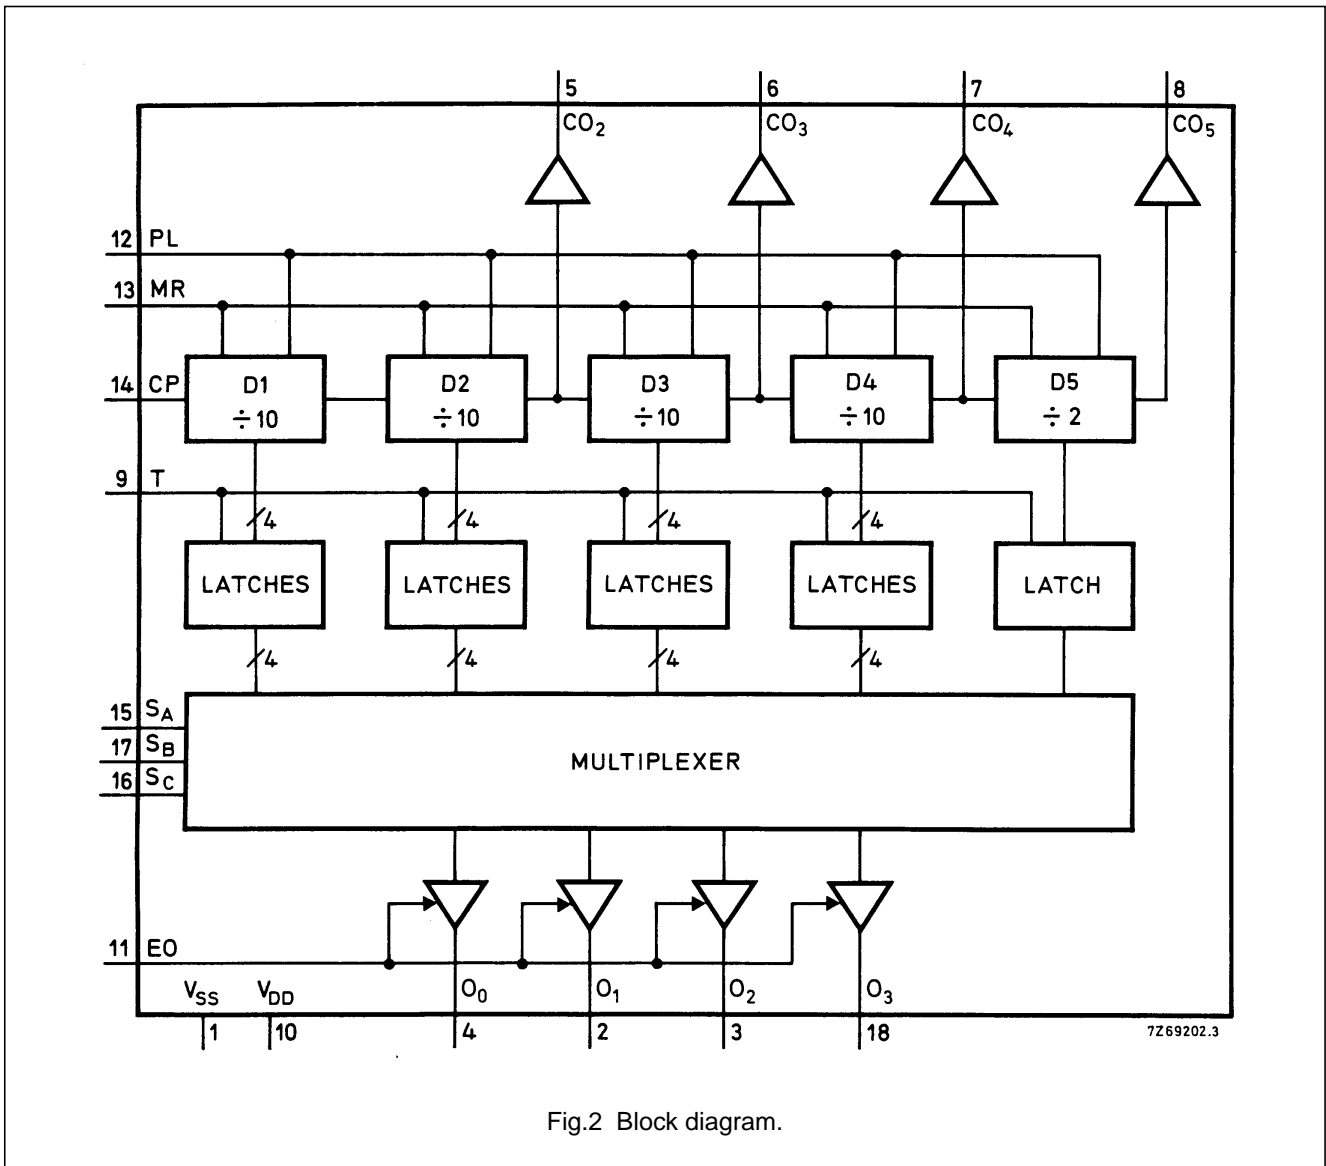 5 6 7 8
CO2 CO3 CO4 CO5
12 PL
13 MR
14 CP D1 D2 D3 D4 D5
÷10 ÷10 ÷10 ÷10 ÷2
9 T
4 4 4 4
LATCHES LATCHES LATCHES LATCHES LATCH
4 4 4 4
15 SA
17 SB
16 SC
MULTIPLEXER
11 EO
VSS VDD O0 O1 O2 O3
1 10 4 2 3 18 7Z69202.3
Fig.2 Block diagram.